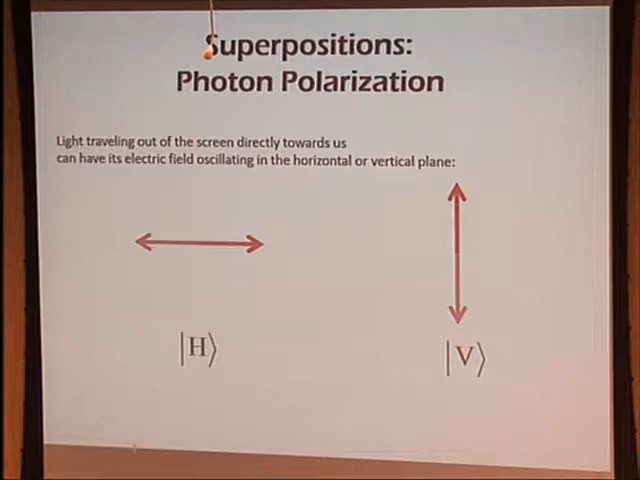 Superpositions:
Photon Polarization
Light traveling out of the screen directly towards us
can have its electric field oscillating in the horizontal or vertical plane:
|H⟩
|V⟩